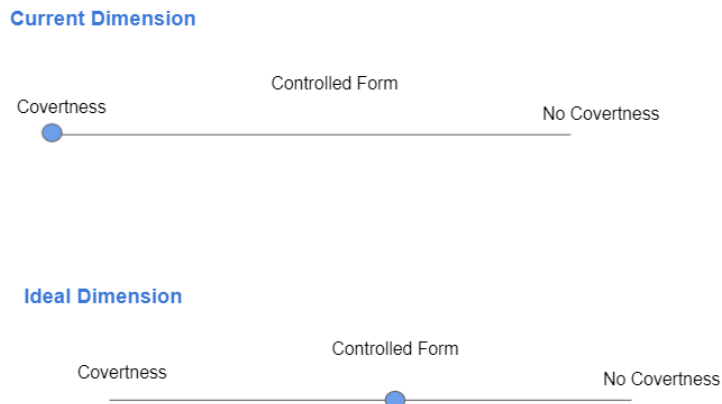 Current Dimension
Controlled Form
Covertness
No Covertness
Ideal Dimension
Controlled Form
Covertness
No Covertness